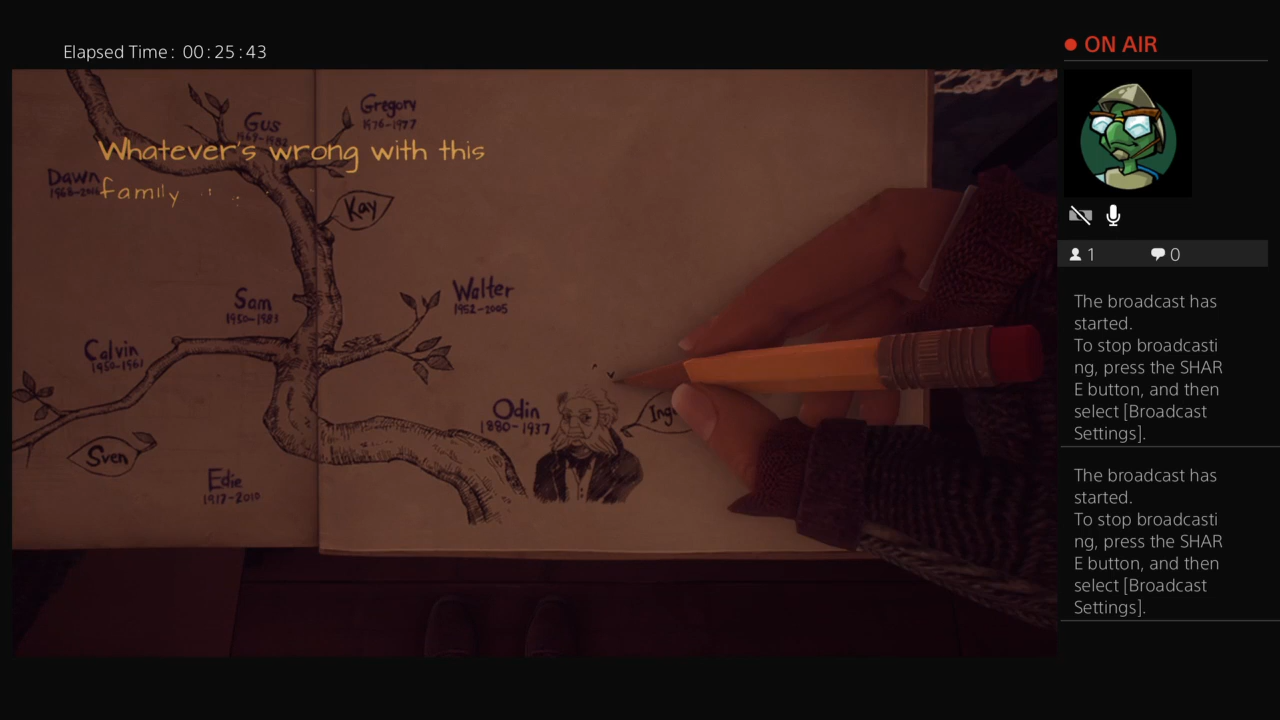 Elapsed Time: 00:25:43
ON AIR
Gregory
1976-1977
Gus
1969-1982
Whatever's wrong with this
family
Dawn
Kay
1
0
Sam
1950-1983
Walter
1952-2005
The broadcast has
started.
To stop broadcasti
ng, press the SHAR
E button, and then
select [Broadcast
Settings].
Calvin
1950-1961
Odin
1880-1937
Sven
Edie
1917-2010
The broadcast has
started.
To stop broadcasti
ng, press the SHAR
E button, and then
select [Broadcast
Settings].